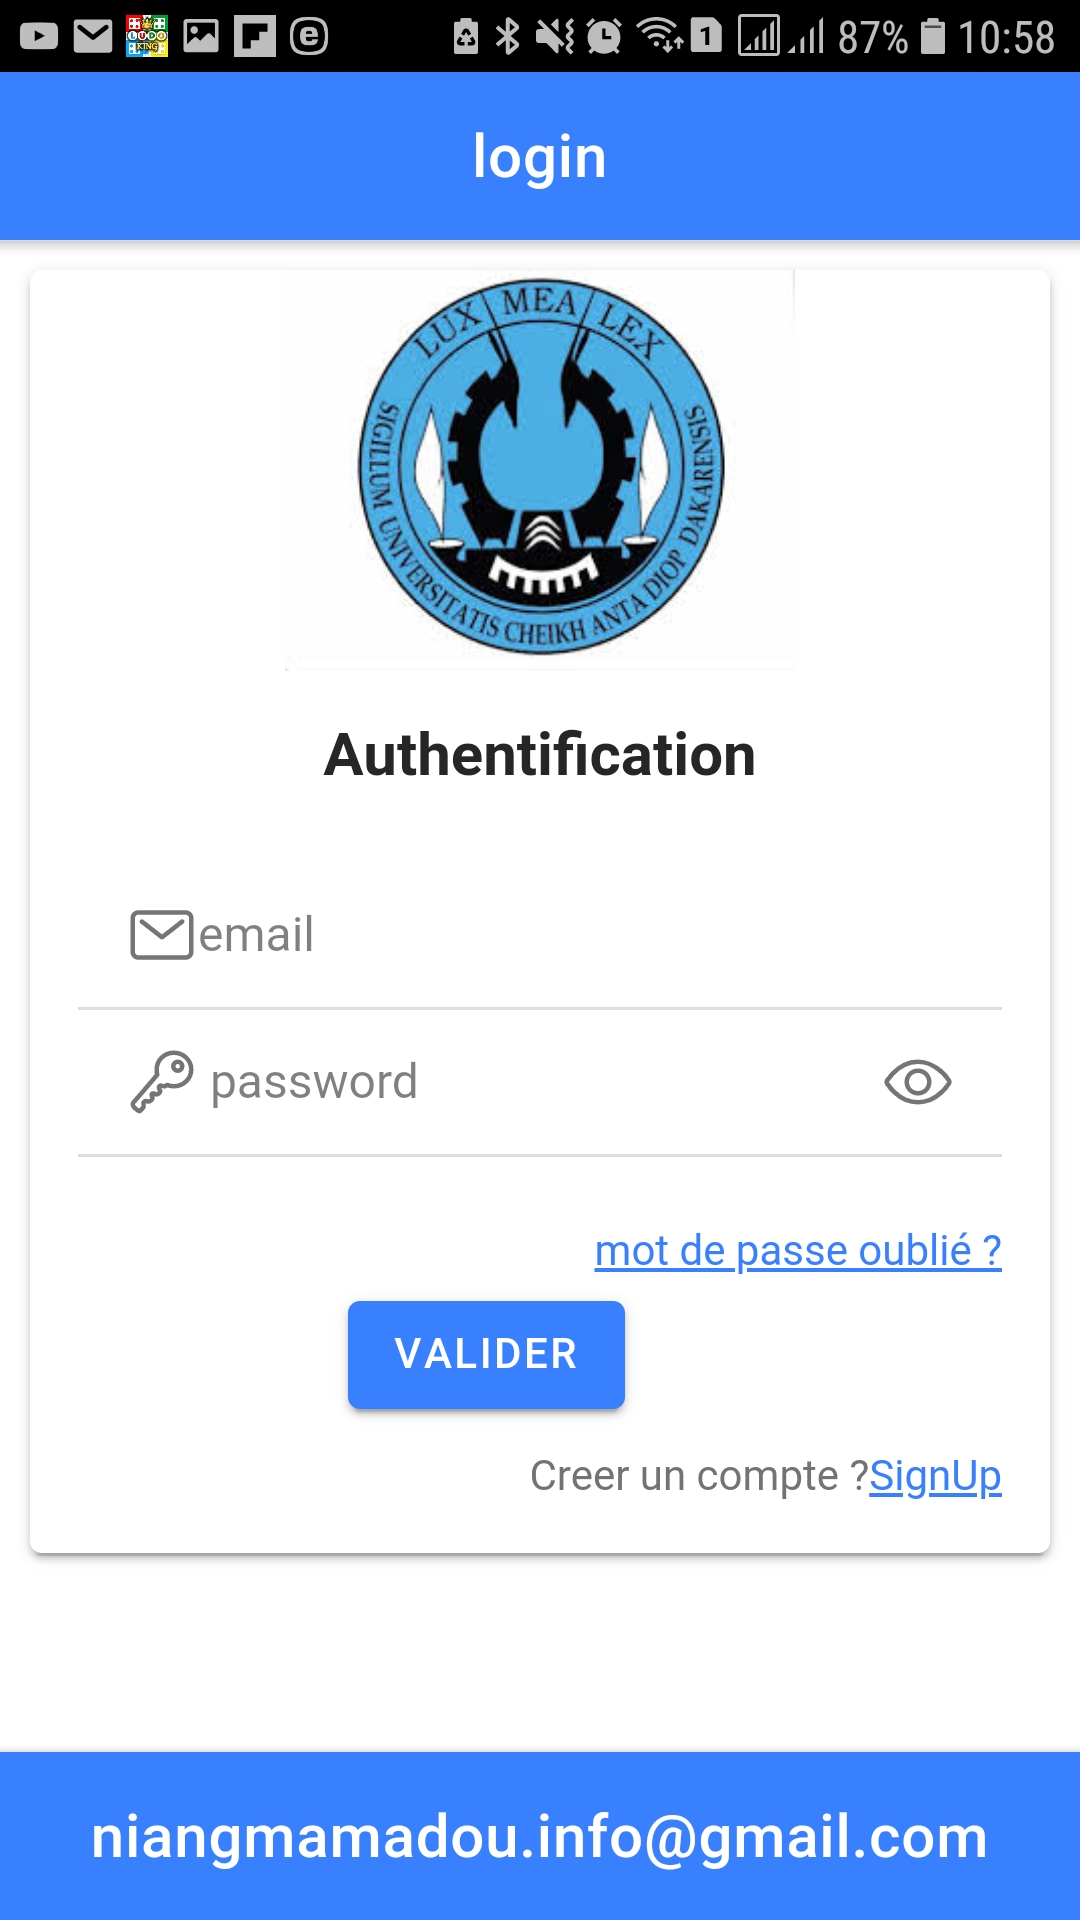 1 87% 10:58
login
LUX MEA LEX
SIGILLUM UNIVERSITATIS CHEIKH ANTA DIOP DAKARENSIS
Authentification
email
password
mot de passe oublié ?
VALIDER
Creer un compte ?SignUp
niangmamadou.info@gmail.com